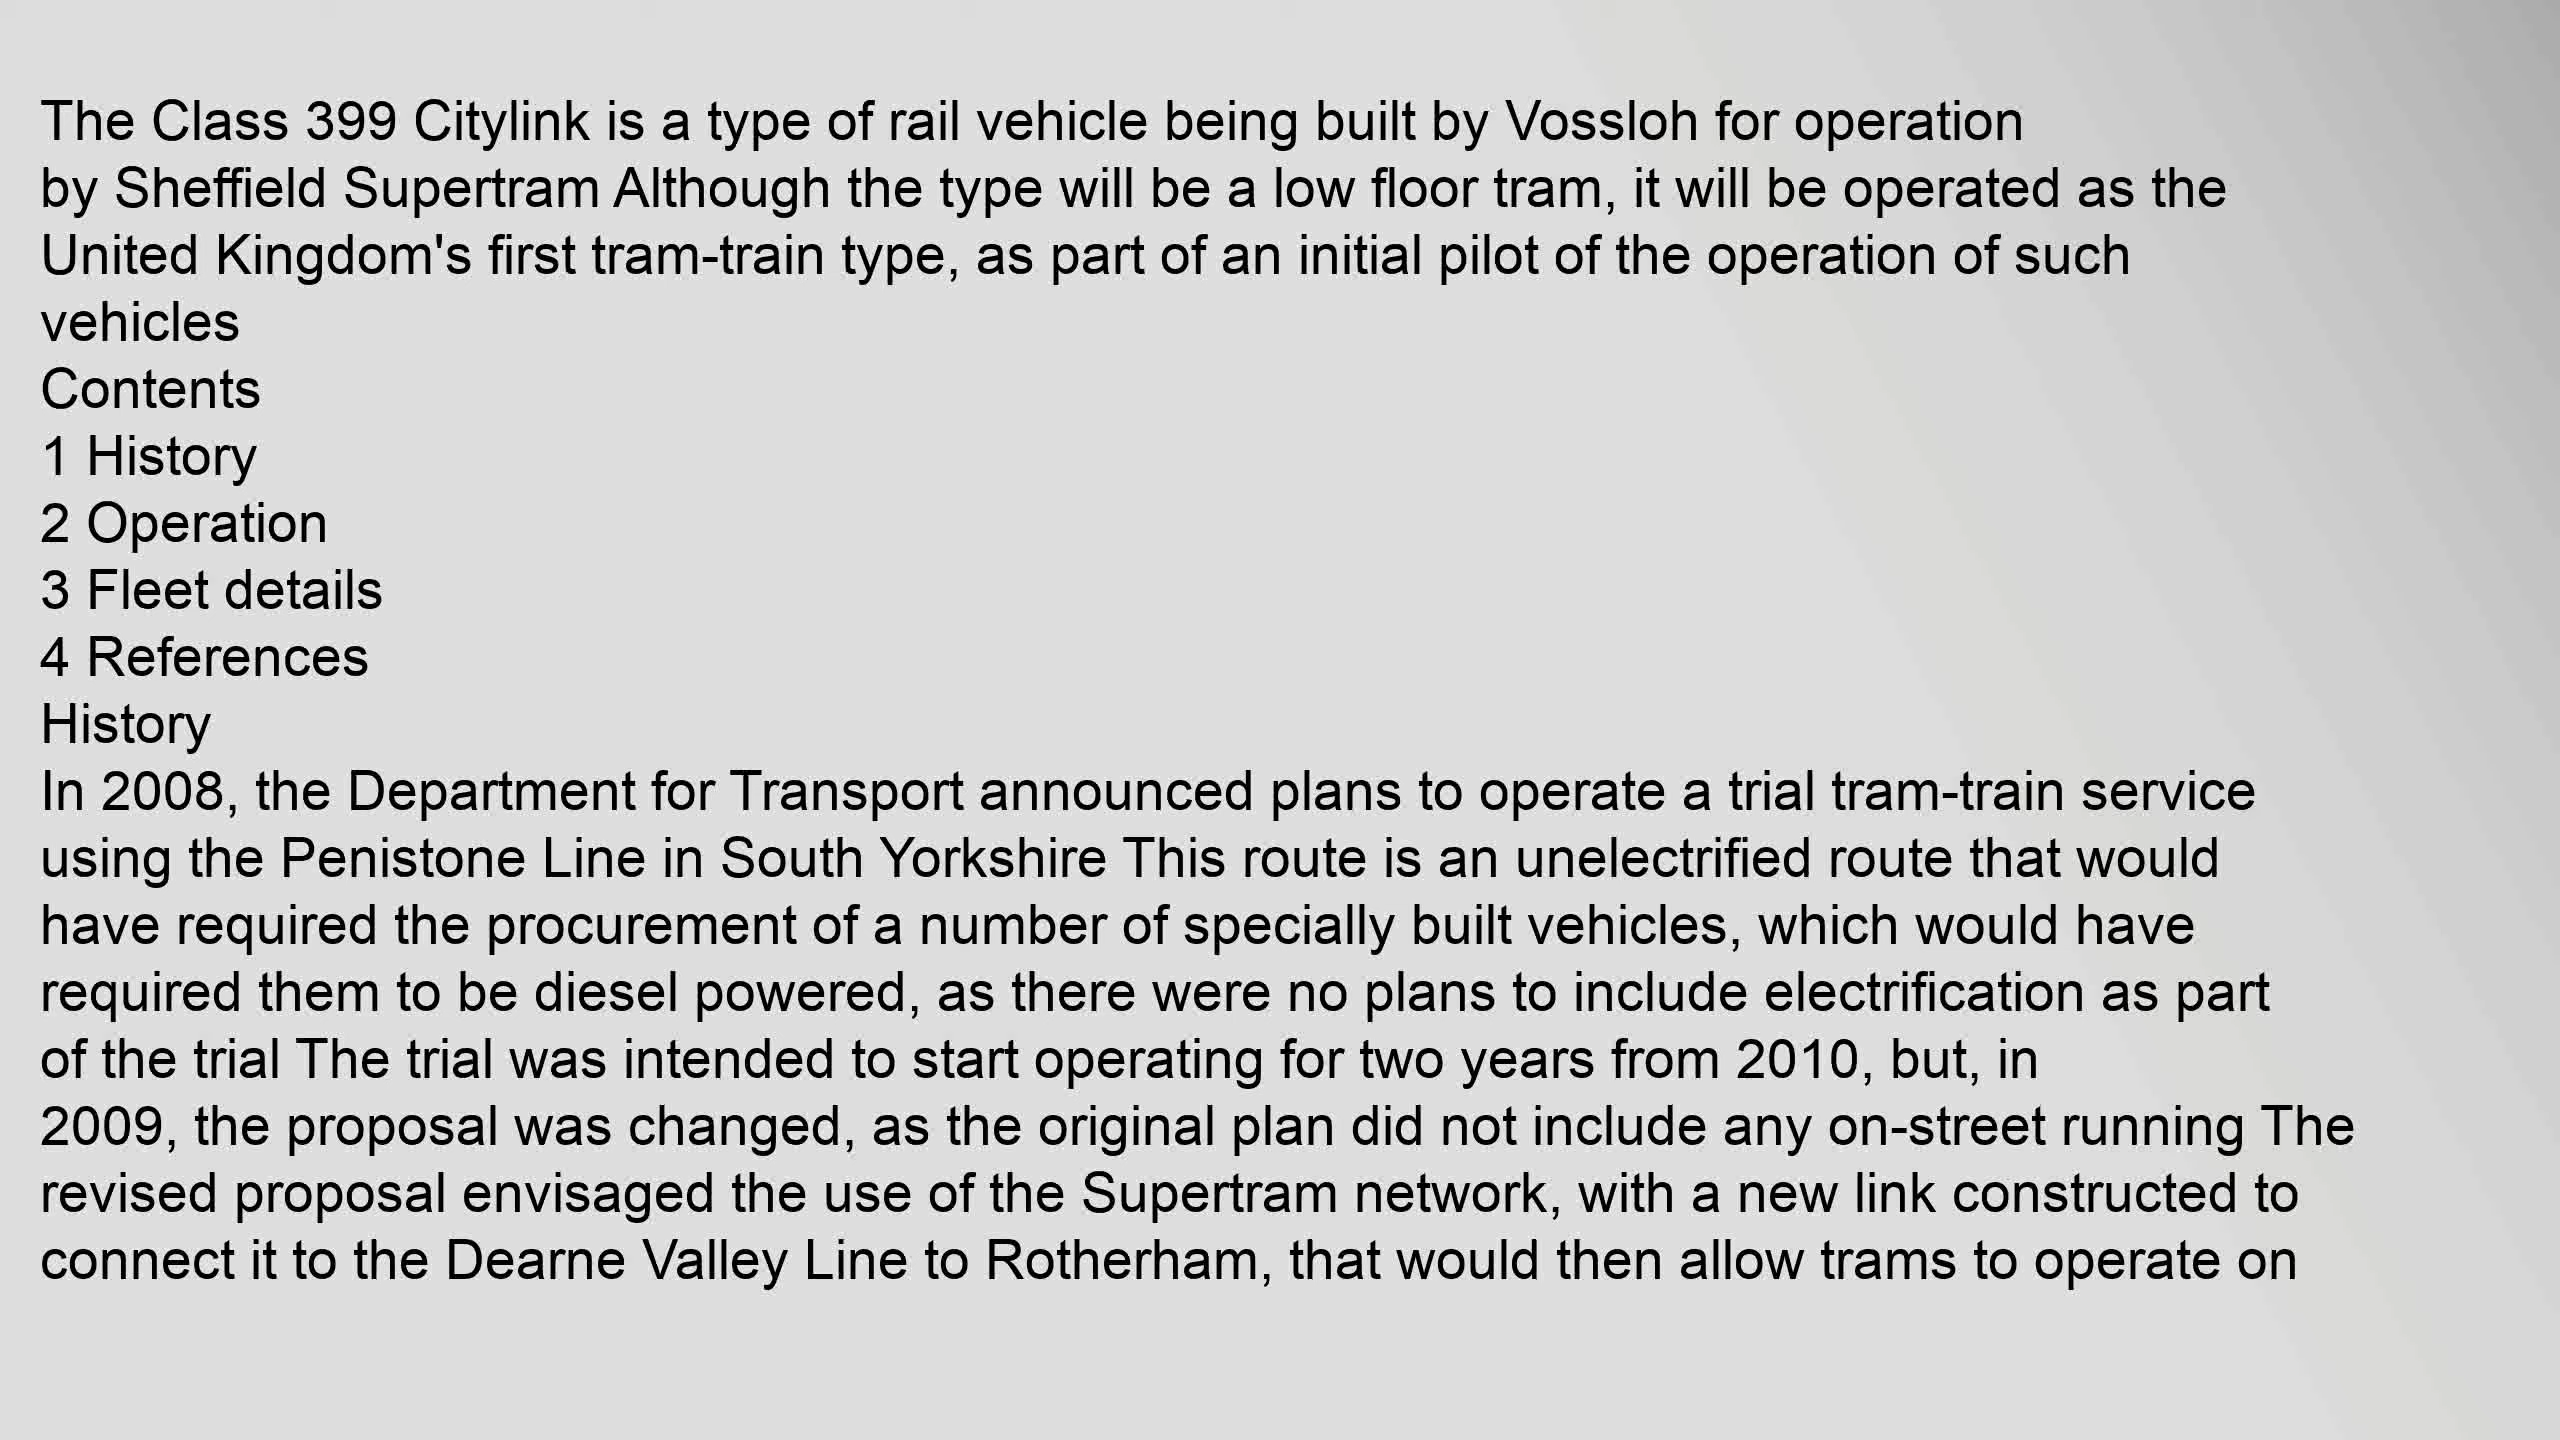 The Class 399 Citylink is a type of rail vehicle being built by Vossloh for operation
by Sheffield Supertram Although the type will be a low floor tram, it will be operated as the
United Kingdom's first tram-train type, as part of an initial pilot of the operation of such
vehicles
Contents
1 History
2 Operation
3 Fleet details
4 References
History
In 2008, the Department for Transport announced plans to operate a trial tram-train service
using the Penistone Line in South Yorkshire This route is an unelectrified route that would
have required the procurement of a number of specially built vehicles, which would have
required them to be diesel powered, as there were no plans to include electrification as part
of the trial The trial was intended to start operating for two years from 2010, but, in
2009, the proposal was changed, as the original plan did not include any on-street running The
revised proposal envisaged the use of the Supertram network, with a new link constructed to
connect it to the Dearne Valley Line to Rotherham, that would then allow trams to operate on